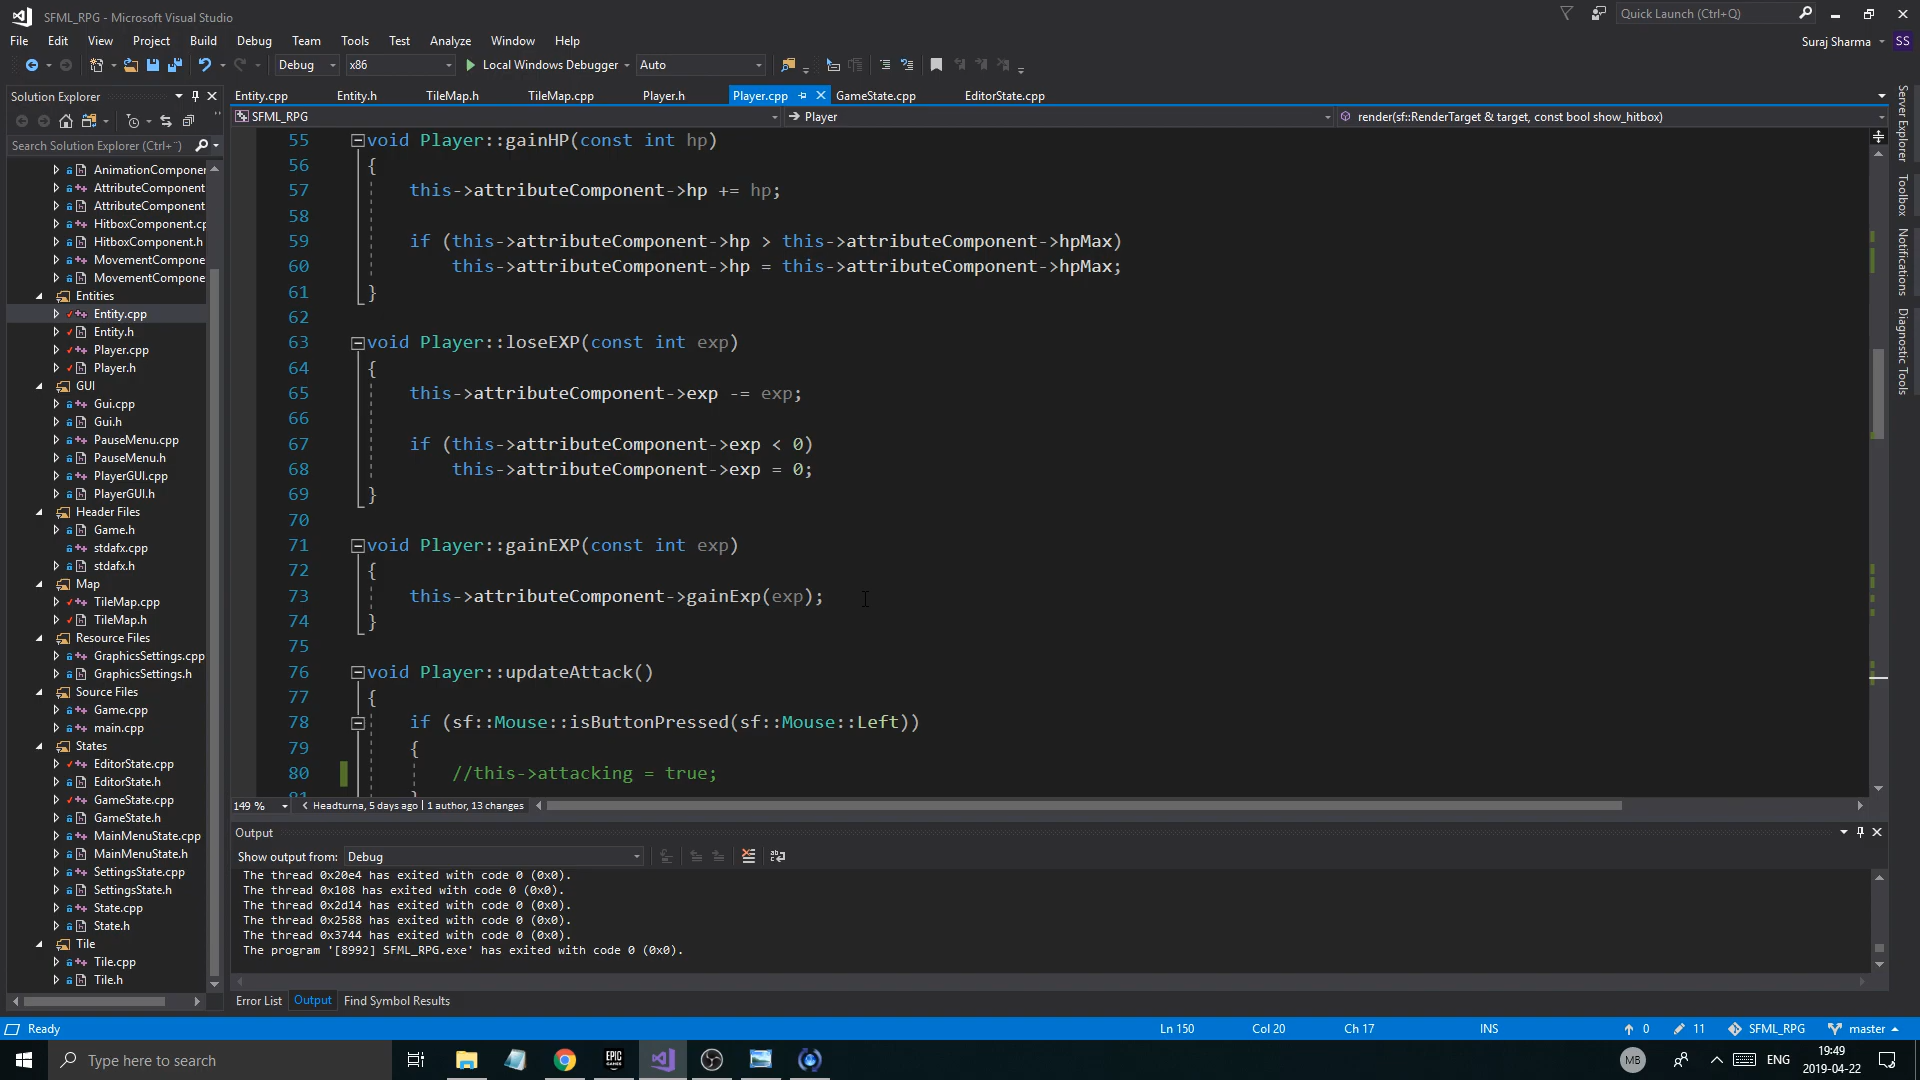 SFML_RPG - Microsoft Visual Studio
Quick Launch (Ctrl+Q)
File Edit View Project Build Debug Team Tools Test Analyze Window Help
Suraj Sharma SS
Debug x86 Local Windows Debugger Auto
Solution Explorer
Entity.cpp Entity.h TileMap.h TileMap.cpp Player.h Player.cpp GameState.cpp EditorState.cpp
SFML_RPG Player render(sf::RenderTarget & target, const bool show_hitbox)
Search Solution Explorer (Ctrl+¨)
AnimationComponen
AttributeComponent
AttributeComponent
HitboxComponent.cp
HitboxComponent.h
MovementCompone
MovementCompone
Entities
Entity.cpp
Entity.h
Player.cpp
Player.h
GUI
Gui.cpp
Gui.h
PauseMenu.cpp
PauseMenu.h
PlayerGUI.cpp
PlayerGUI.h
Header Files
Game.h
stdafx.cpp
stdafx.h
Map
TileMap.cpp
TileMap.h
Resource Files
GraphicsSettings.cpp
GraphicsSettings.h
Source Files
Game.cpp
main.cpp
States
EditorState.cpp
EditorState.h
GameState.cpp
GameState.h
MainMenuState.cpp
MainMenuState.h
SettingsState.cpp
SettingsState.h
State.cpp
State.h
Tile
Tile.cpp
Tile.h
55 void Player::gainHP(const int hp)
56 {
57 this->attributeComponent->hp += hp;
58
59 if (this->attributeComponent->hp > this->attributeComponent->hpMax)
60 this->attributeComponent->hp = this->attributeComponent->hpMax;
61 }
62
63 void Player::loseEXP(const int exp)
64 {
65 this->attributeComponent->exp -= exp;
66
67 if (this->attributeComponent->exp < 0)
68 this->attributeComponent->exp = 0;
69 }
70
71 void Player::gainEXP(const int exp)
72 {
73 this->attributeComponent->gainExp(exp);
74 }
75
76 void Player::updateAttack()
77 {
78 if (sf::Mouse::isButtonPressed(sf::Mouse::Left))
79 {
80 //this->attacking = true;
81 }
Server Explorer
Toolbox
Notifications
Diagnostic Tools
149 % Headturna, 5 days ago | 1 author, 13 changes
Output
Show output from: Debug
The thread 0x20e4 has exited with code 0 (0x0).
The thread 0x108 has exited with code 0 (0x0).
The thread 0x2d14 has exited with code 0 (0x0).
The thread 0x2588 has exited with code 0 (0x0).
The thread 0x3744 has exited with code 0 (0x0).
The program '[8992] SFML_RPG.exe' has exited with code 0 (0x0).
Error List Output Find Symbol Results
Ready Ln 150 Col 20 Ch 17 INS 0 11 SFML_RPG master
Type here to search
EPIC GAMES
MB
ENG
19:49
2019-04-22